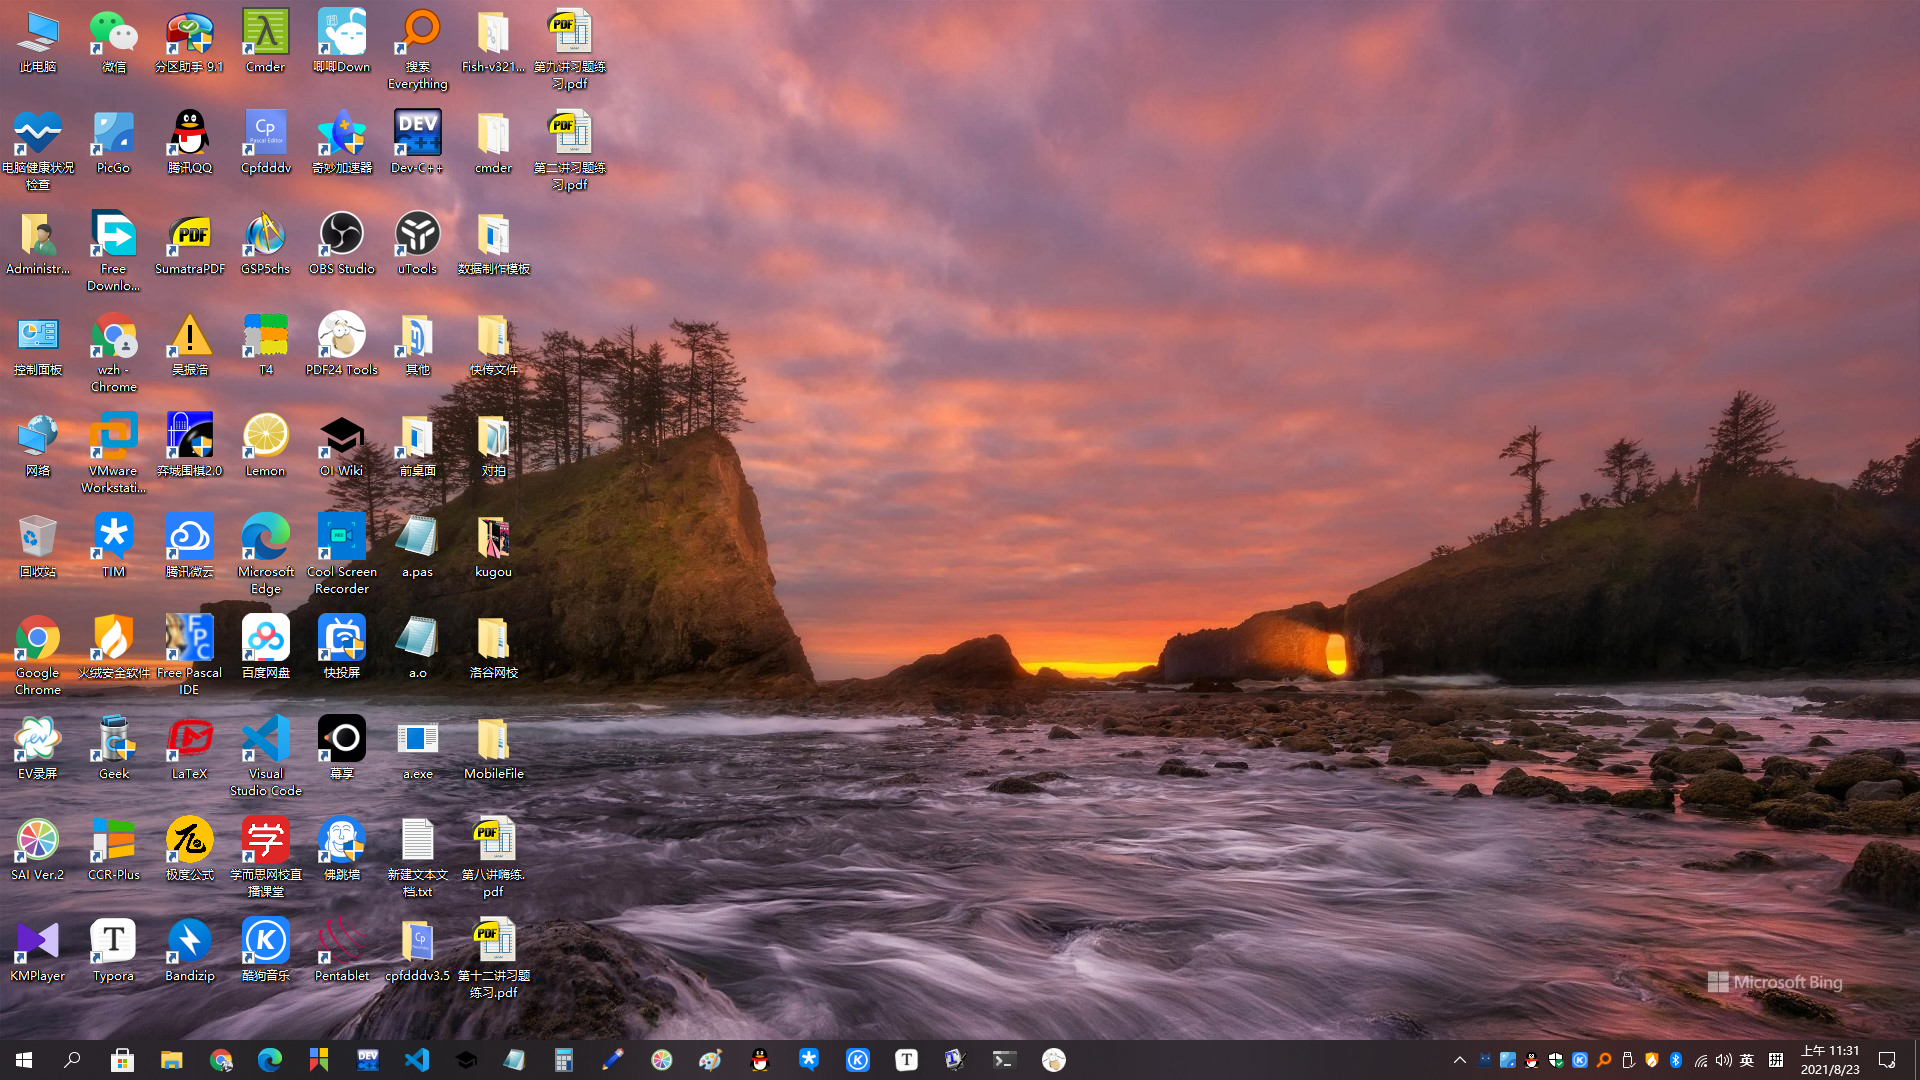 此电脑
微信
分区助手 9.1
Cmder
唧唧Down
搜索
Everything
Fish-v321...
第九讲习题练
习.pdf
电脑健康状况
检查
PicGo
腾讯QQ
Cp
Pascal Editor
Cpfdddv
奇妙加速器
DEV
C++
Dev-C++
cmder
第二讲习题练
习.pdf
Administr...
Free
Downlo...
PDF
SumatraPDF
GSP5chs
OBS Studio
uTools
数据制作模板
控制面板
wzh -
Chrome
吴振浩
T4
PDF24 Tools
其他
快传文件
网络
VMware
Workstati...
弈城围棋2.0
Lemon
OI Wiki
前桌面
对拍
回收站
TIM
腾讯微云
Microsoft
Edge
Cool Screen
Recorder
a.pas
kugou
Google
Chrome
火绒安全软件
Free Pascal
IDE
百度网盘
快投屏
a.o
洛谷网校
EV录屏
Geek
LaTeX
Visual
Studio Code
幕享
a.exe
MobileFile
SAI Ver.2
CCR-Plus
极度公式
学
学而思网校直
播课堂
佛跳墙
新建文本文
档.txt
第八讲嗨练.
pdf
KMPlayer
Typora
Bandizip
酷狗音乐
Pentablet
cpfdddv3.5
第十二讲习题
练习.pdf
Microsoft Bing
英
拼
上午 11:31
2021/8/23